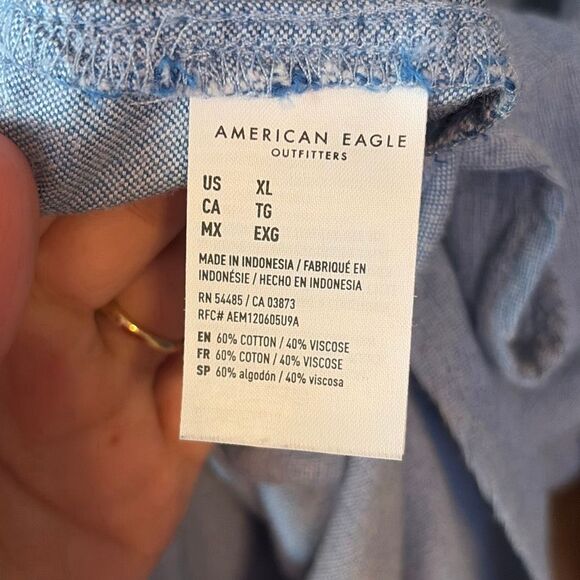 AMERICAN EAGLE
OUTFITTERS
US XL
CA TG
MX EXG
MADE IN INDONESIA / FABRIQUÉ EN
INDONÉSIE / HECHO EN INDONESIA
RN 54485 / CA 03873
RFC# AEM120605U9A
EN 60% COTTON / 40% VISCOSE
FR 60% COTON / 40% VISCOSE
SP 60% algodón / 40% viscosa